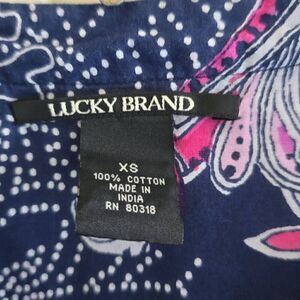 LUCKY BRAND
XS
100% COTTON
MADE IN
INDIA
RN 80318